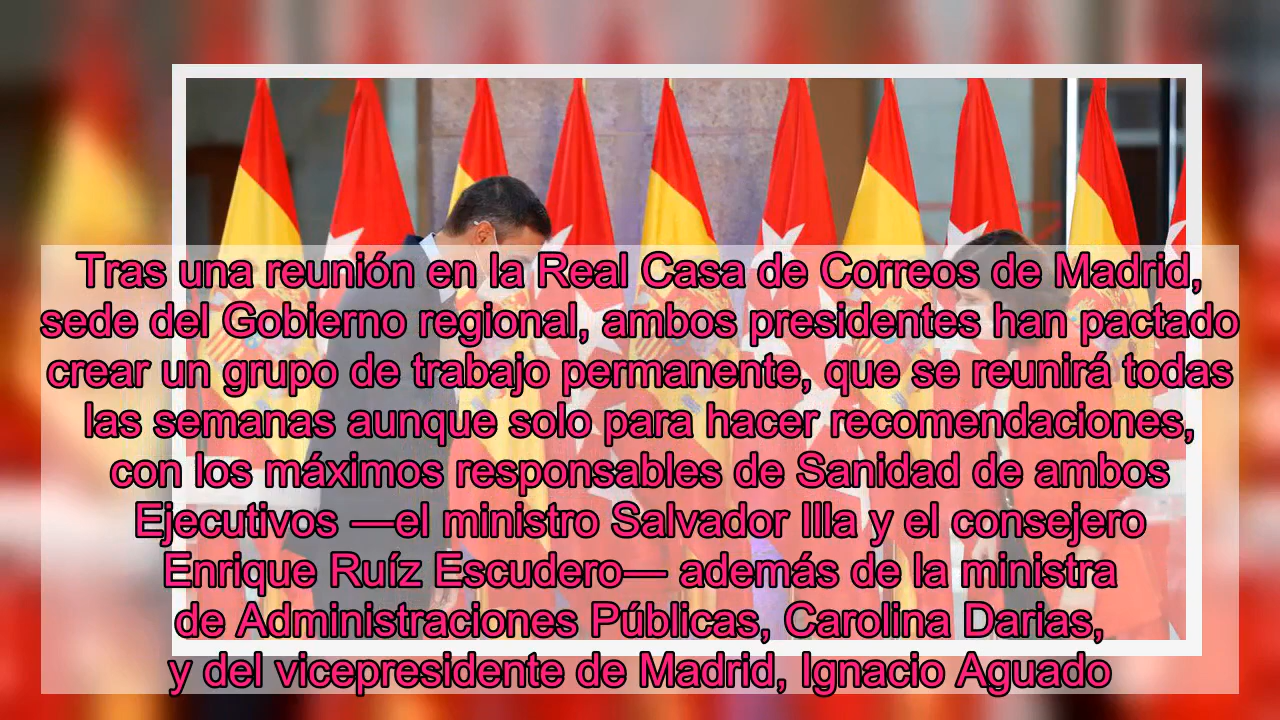 Tras una reunión en la Real Casa de Correos de Madrid,
sede del Gobierno regional, ambos presidentes han pactado
crear un grupo de trabajo permanente, que se reunirá todas
las semanas aunque solo para hacer recomendaciones,
con los máximos responsables de Sanidad de ambos
Ejecutivos —el ministro Salvador Illa y el consejero
Enrique Ruíz Escudero— además de la ministra
de Administraciones Públicas, Carolina Darias,
y del vicepresidente de Madrid, Ignacio Aguado